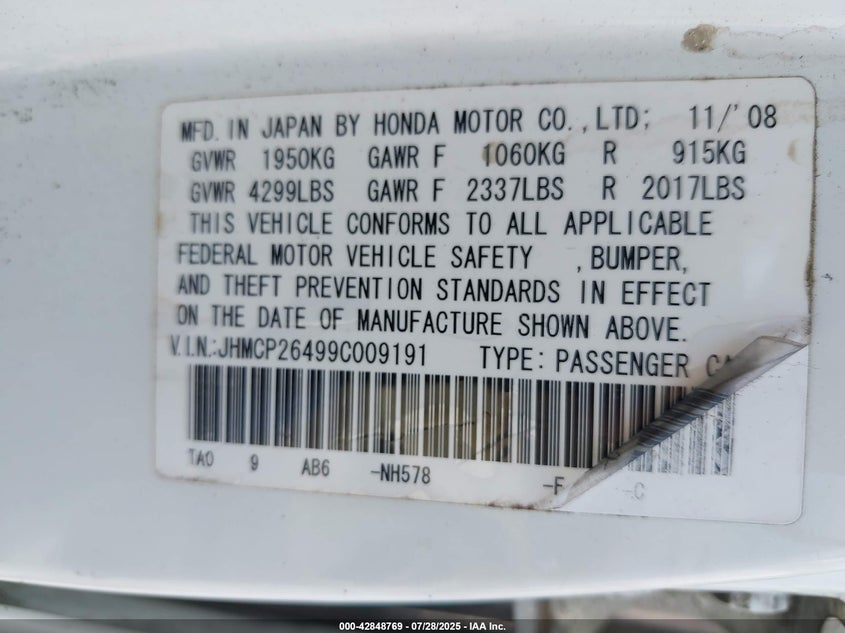 MFD. IN JAPAN BY HONDA MOTOR CO.,LTD; 11/'08
GVWR 1950KG GAWR F 1060KG R 915KG
GVWR 4299LBS GAWR F 2337LBS R 2017LBS
THIS VEHICLE CONFORMS TO ALL APPLICABLE
FEDERAL MOTOR VEHICLE SAFETY , BUMPER,
AND THEFT PREVENTION STANDARDS IN EFFECT
ON THE DATE OF MANUFACTURE SHOWN ABOVE.
V.I.N.:JHMCP26499C009191 TYPE: PASSENGER
TA0 9 AB6 -NH578 -F -C
000-42848769 - 07/28/2025 - IAA Inc.